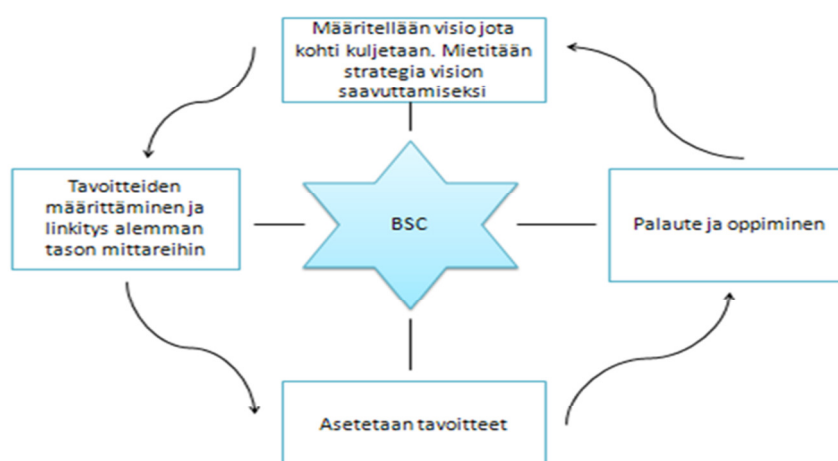 Määritellään visio jota
kohti kuljetaan. Mietitään
strategia vision
saavuttamiseksi
Tavoitteiden
määrittäminen ja
linkitys alemman
tason mittareihin
BSC
Palaute ja oppiminen
Asetetaan tavoitteet